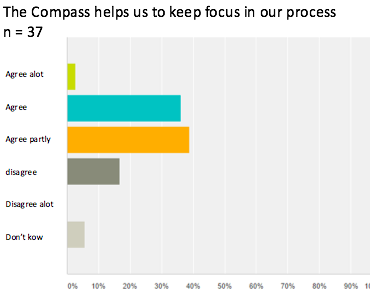 The Compass helps us to keep focus in our process
n = 37
Agree alot
Agree
Agree partly
disagree
Disagree alot
Don't kow
0% 10% 20% 30% 40% 50% 60% 70% 80% 90%